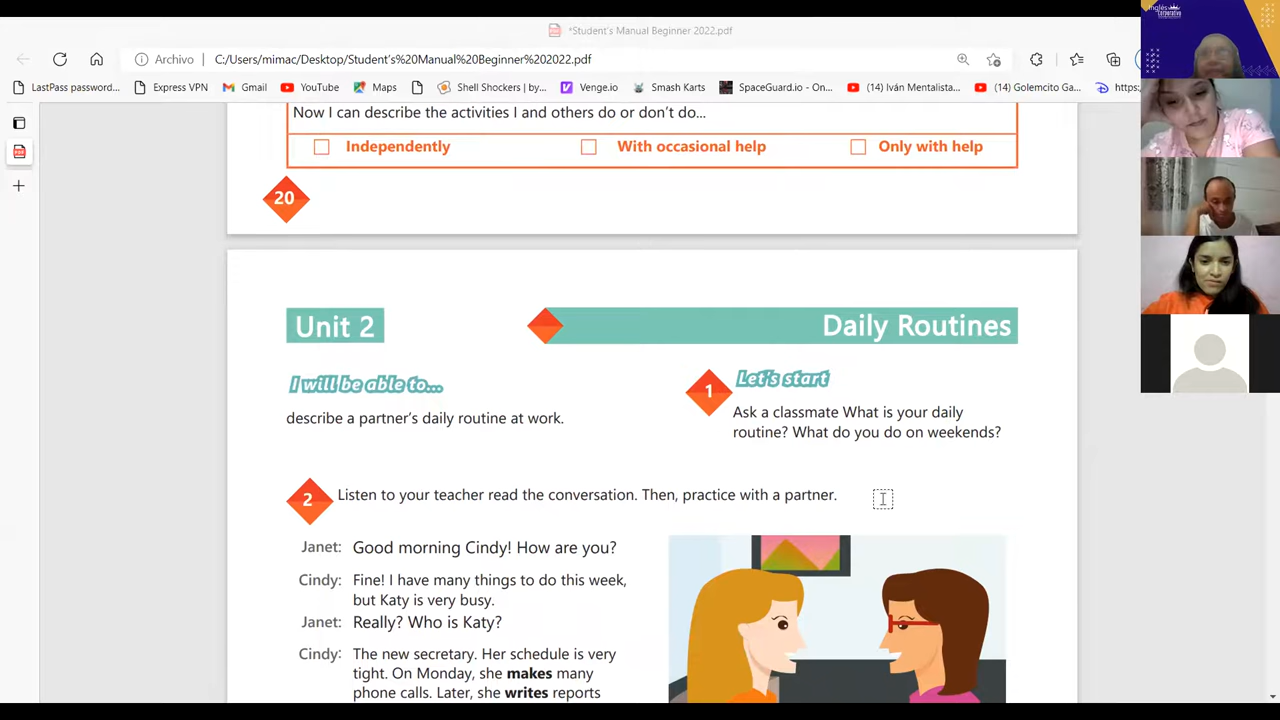 *Student's Manual Beginner 2022.pdf
Archivo
C:/Users/mimac/Desktop/Student's%20Manual%20Beginner%202022.pdf
LastPass password...
Express VPN
Gmail
YouTube
Maps
Shell Shockers | by...
Venge.io
Smash Karts
SpaceGuard.io - On...
(14) Iván Mentalista...
(14) Golemcito Ga...
https:
Inglés
Corporativo
Now I can describe the activities I and others do or don't do...
Independently
With occasional help
Only with help
20
Unit 2
Daily Routines
I will be able to...
describe a partner's daily routine at work.
1
Let's start
Ask a classmate What is your daily
routine? What do you do on weekends?
2
Listen to your teacher read the conversation. Then, practice with a partner.
Janet: Good morning Cindy! How are you?
Cindy: Fine! I have many things to do this week,
but Katy is very busy.
Janet: Really? Who is Katy?
Cindy: The new secretary. Her schedule is very
tight. On Monday, she makes many
phone calls. Later, she writes reports